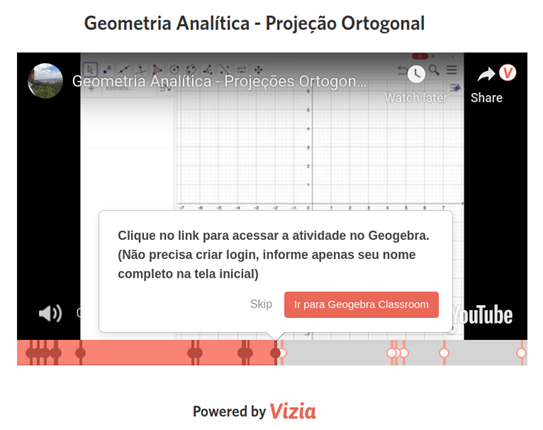 Geometria Analítica - Projeção Ortogonal
Geometria Analítica - Projeções Ortogon...
Watch later
Share
Clique no link para acessar a atividade no Geogebra.
(Não precisa criar login, informe apenas seu nome
completo na tela inicial)
Skip
Ir para Geogebra Classroom
YouTube
Powered by Vizia